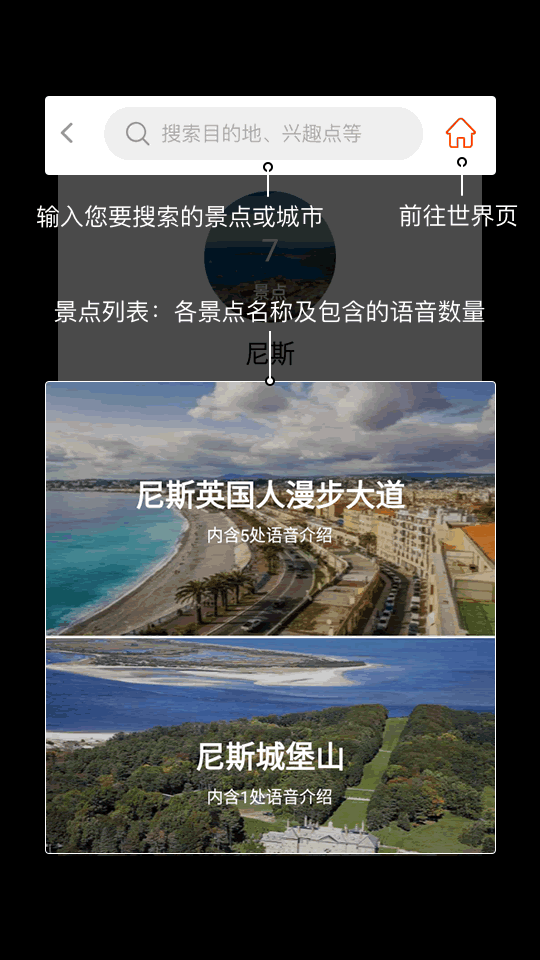 搜索目的地、兴趣点等
输入您要搜索的景点或城市
前往世界页
7
景点
景点列表：各景点名称及包含的语音数量
尼斯
尼斯英国人漫步大道
内含5处语音介绍
尼斯城堡山
内含1处语音介绍